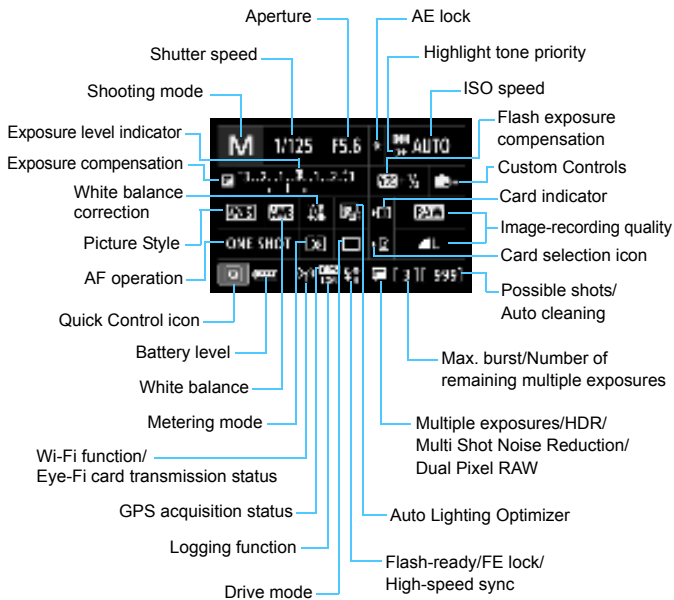 Aperture
AE lock
Shutter speed
Highlight tone priority
Shooting mode
ISO speed
Flash exposure
compensation
Exposure level indicator
Exposure compensation
Custom Controls
White balance
correction
Card indicator
Picture Style
Image-recording quality
AF operation
Card selection icon
M 1/125 F5.6 AUTO
RAW
ONE SHOT L
[ 3][ 999]
Possible shots/
Auto cleaning
Quick Control icon
Battery level
Max. burst/Number of
remaining multiple exposures
White balance
Metering mode
Multiple exposures/HDR/
Multi Shot Noise Reduction/
Dual Pixel RAW
Wi-Fi function/
Eye-Fi card transmission status
GPS acquisition status
Auto Lighting Optimizer
Logging function
Flash-ready/FE lock/
High-speed sync
Drive mode